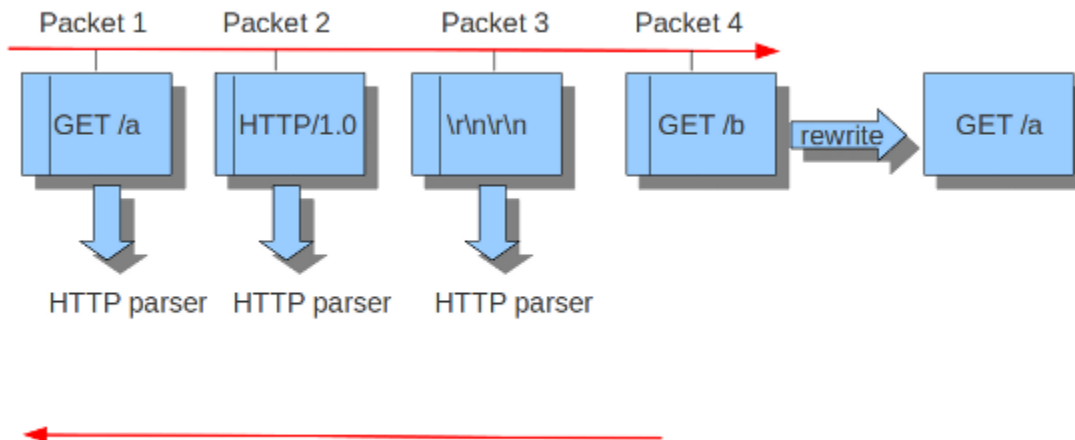 Packet 1 Packet 2 Packet 3 Packet 4
GET /a HTTP/1.0 \r\n\r\n GET /b rewrite GET /a
HTTP parser HTTP parser HTTP parser